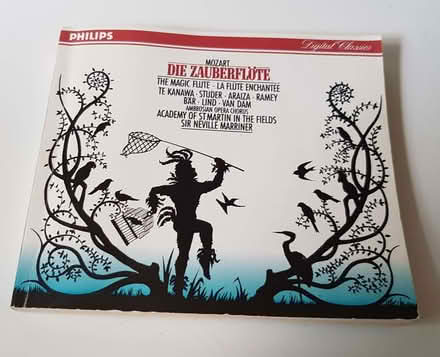 PHILIPS
Digital Classics
MOZART
DIE ZAUBERFLÖTE
THE MAGIC FLUTE · LA FLÛTE ENCHANTÉE
TE KANAWA · STUDER · ARAIZA · RAMEY
BÄR · LIND · VAN DAM
AMBROSIAN OPERA CHORUS
ACADEMY OF ST MARTIN IN THE FIELDS
SIR NEVILLE MARRINER